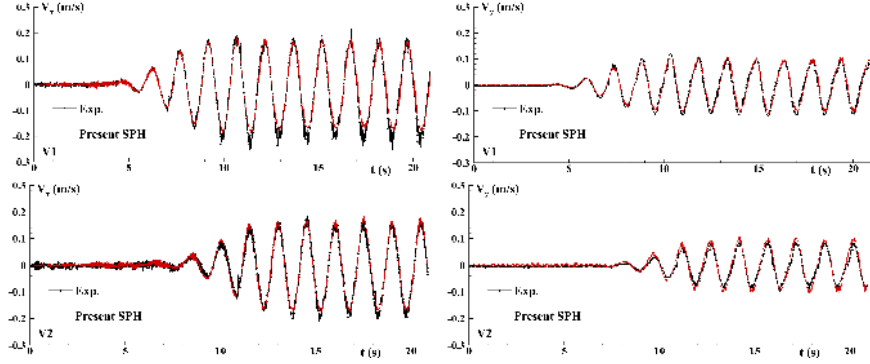 0.3 Vx (m/s)
0.2
0.1
0
-0.1
Exp.
-0.2
Present SPH
V1
-0.3
0 5 10 15 20
t (s)
0.3 Vy (m/s)
0.2
0.1
0
-0.1
Exp.
-0.2
Present SPH
V1
-0.3
0 5 10 15 20
t (s)
0.3 Vx (m/s)
0.2
0.1
0
-0.1
Exp.
-0.2
Present SPH
V2
-0.3
0 5 10 15 20
t (s)
0.3 Vy (m/s)
0.2
0.1
0
-0.1
Exp.
-0.2
Present SPH
V2
-0.3
0 5 10 15 20
t (s)